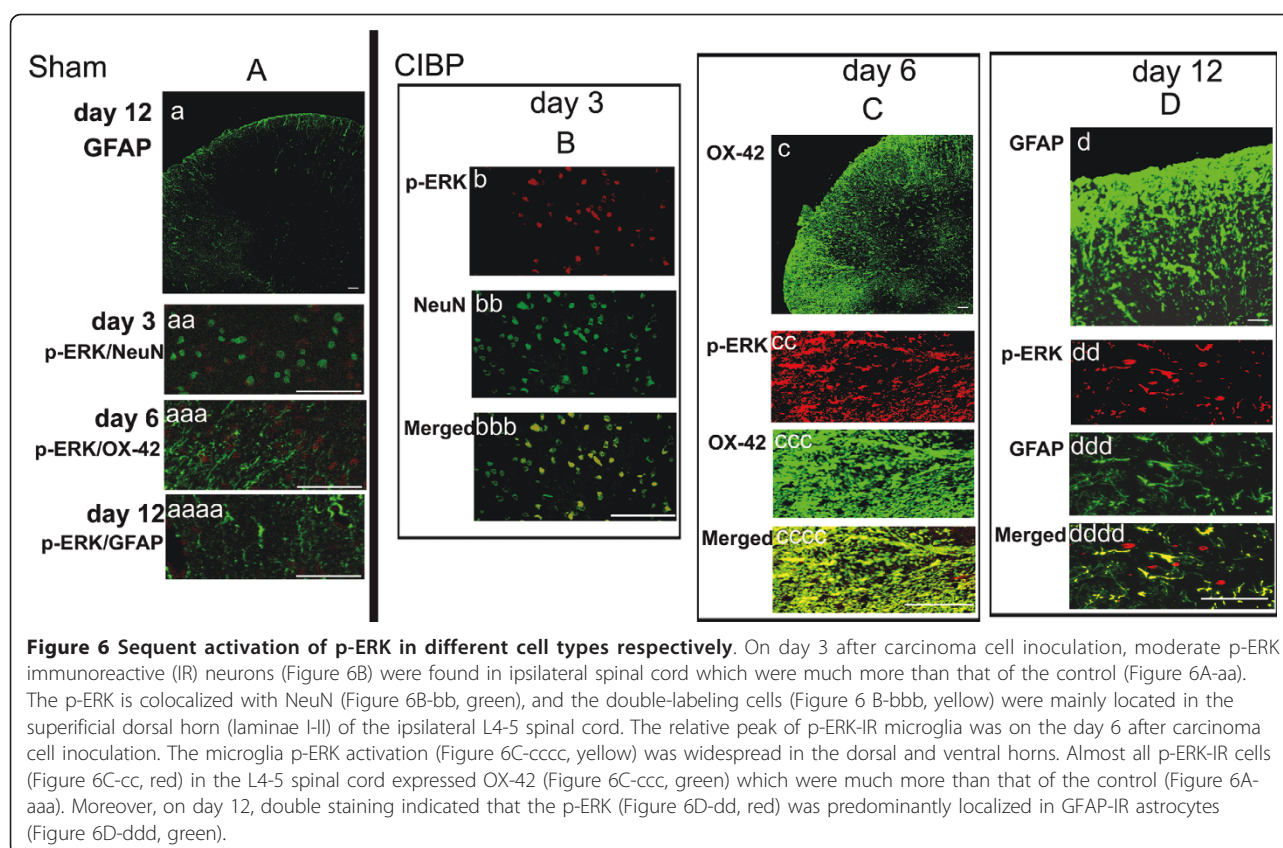 Sham
A
day 12
GFAP
a
day 3
p-ERK/NeuN
aa
day 6
p-ERK/OX-42
aaa
day 12
p-ERK/GFAP
aaaa
CIBP
day 3
B
p-ERK
b
NeuN
bb
Merged
bbb
day 6
C
OX-42
c
p-ERK
cc
OX-42
ccc
Merged
cccc
day 12
D
GFAP
d
p-ERK
dd
GFAP
ddd
Merged
dddd
Figure 6 Sequent activation of p-ERK in different cell types respectively. On day 3 after carcinoma cell inoculation, moderate p-ERK
immunoreactive (IR) neurons (Figure 6B) were found in ipsilateral spinal cord which were much more than that of the control (Figure 6A-aa).
The p-ERK is colocalized with NeuN (Figure 6B-bb, green), and the double-labeling cells (Figure 6 B-bbb, yellow) were mainly located in the
superificial dorsal horn (laminae I-II) of the ipsilateral L4-5 spinal cord. The relative peak of p-ERK-IR microglia was on the day 6 after carcinoma
cell inoculation. The microglia p-ERK activation (Figure 6C-cccc, yellow) was widespread in the dorsal and ventral horns. Almost all p-ERK-IR cells
(Figure 6C-cc, red) in the L4-5 spinal cord expressed OX-42 (Figure 6C-ccc, green) which were much more than that of the control (Figure 6A-
aaa). Moreover, on day 12, double staining indicated that the p-ERK (Figure 6D-dd, red) was predominantly localized in GFAP-IR astrocytes
(Figure 6D-ddd, green).